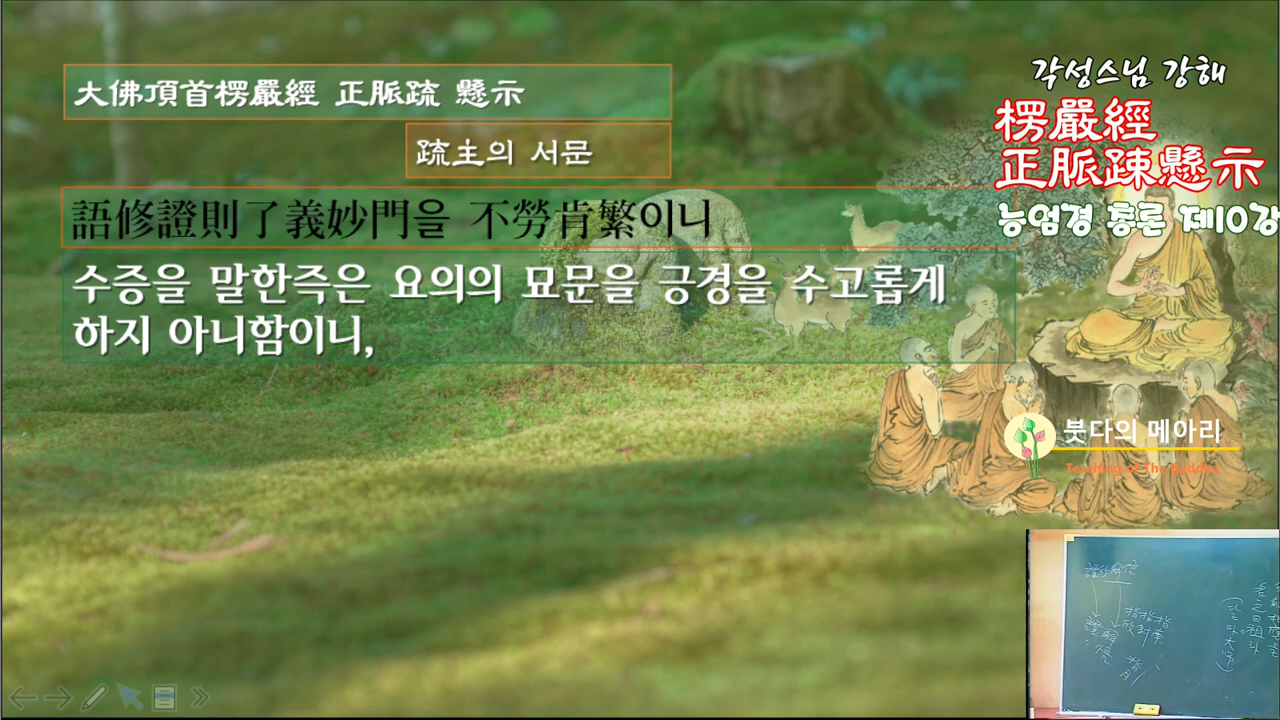 大佛頂首楞嚴經 正脈疏 懸示
疏主의 서문
語修證則了義妙門을 不勞肯綮이니
수증을 말한즉은 요의의 묘문을 긍경을 수고롭게
하지 아니함이니,
각성스님 강해
楞嚴經
正脈疎懸示
능엄경 통론 제10강
붓다의 메아리
Teaching of The Buddha